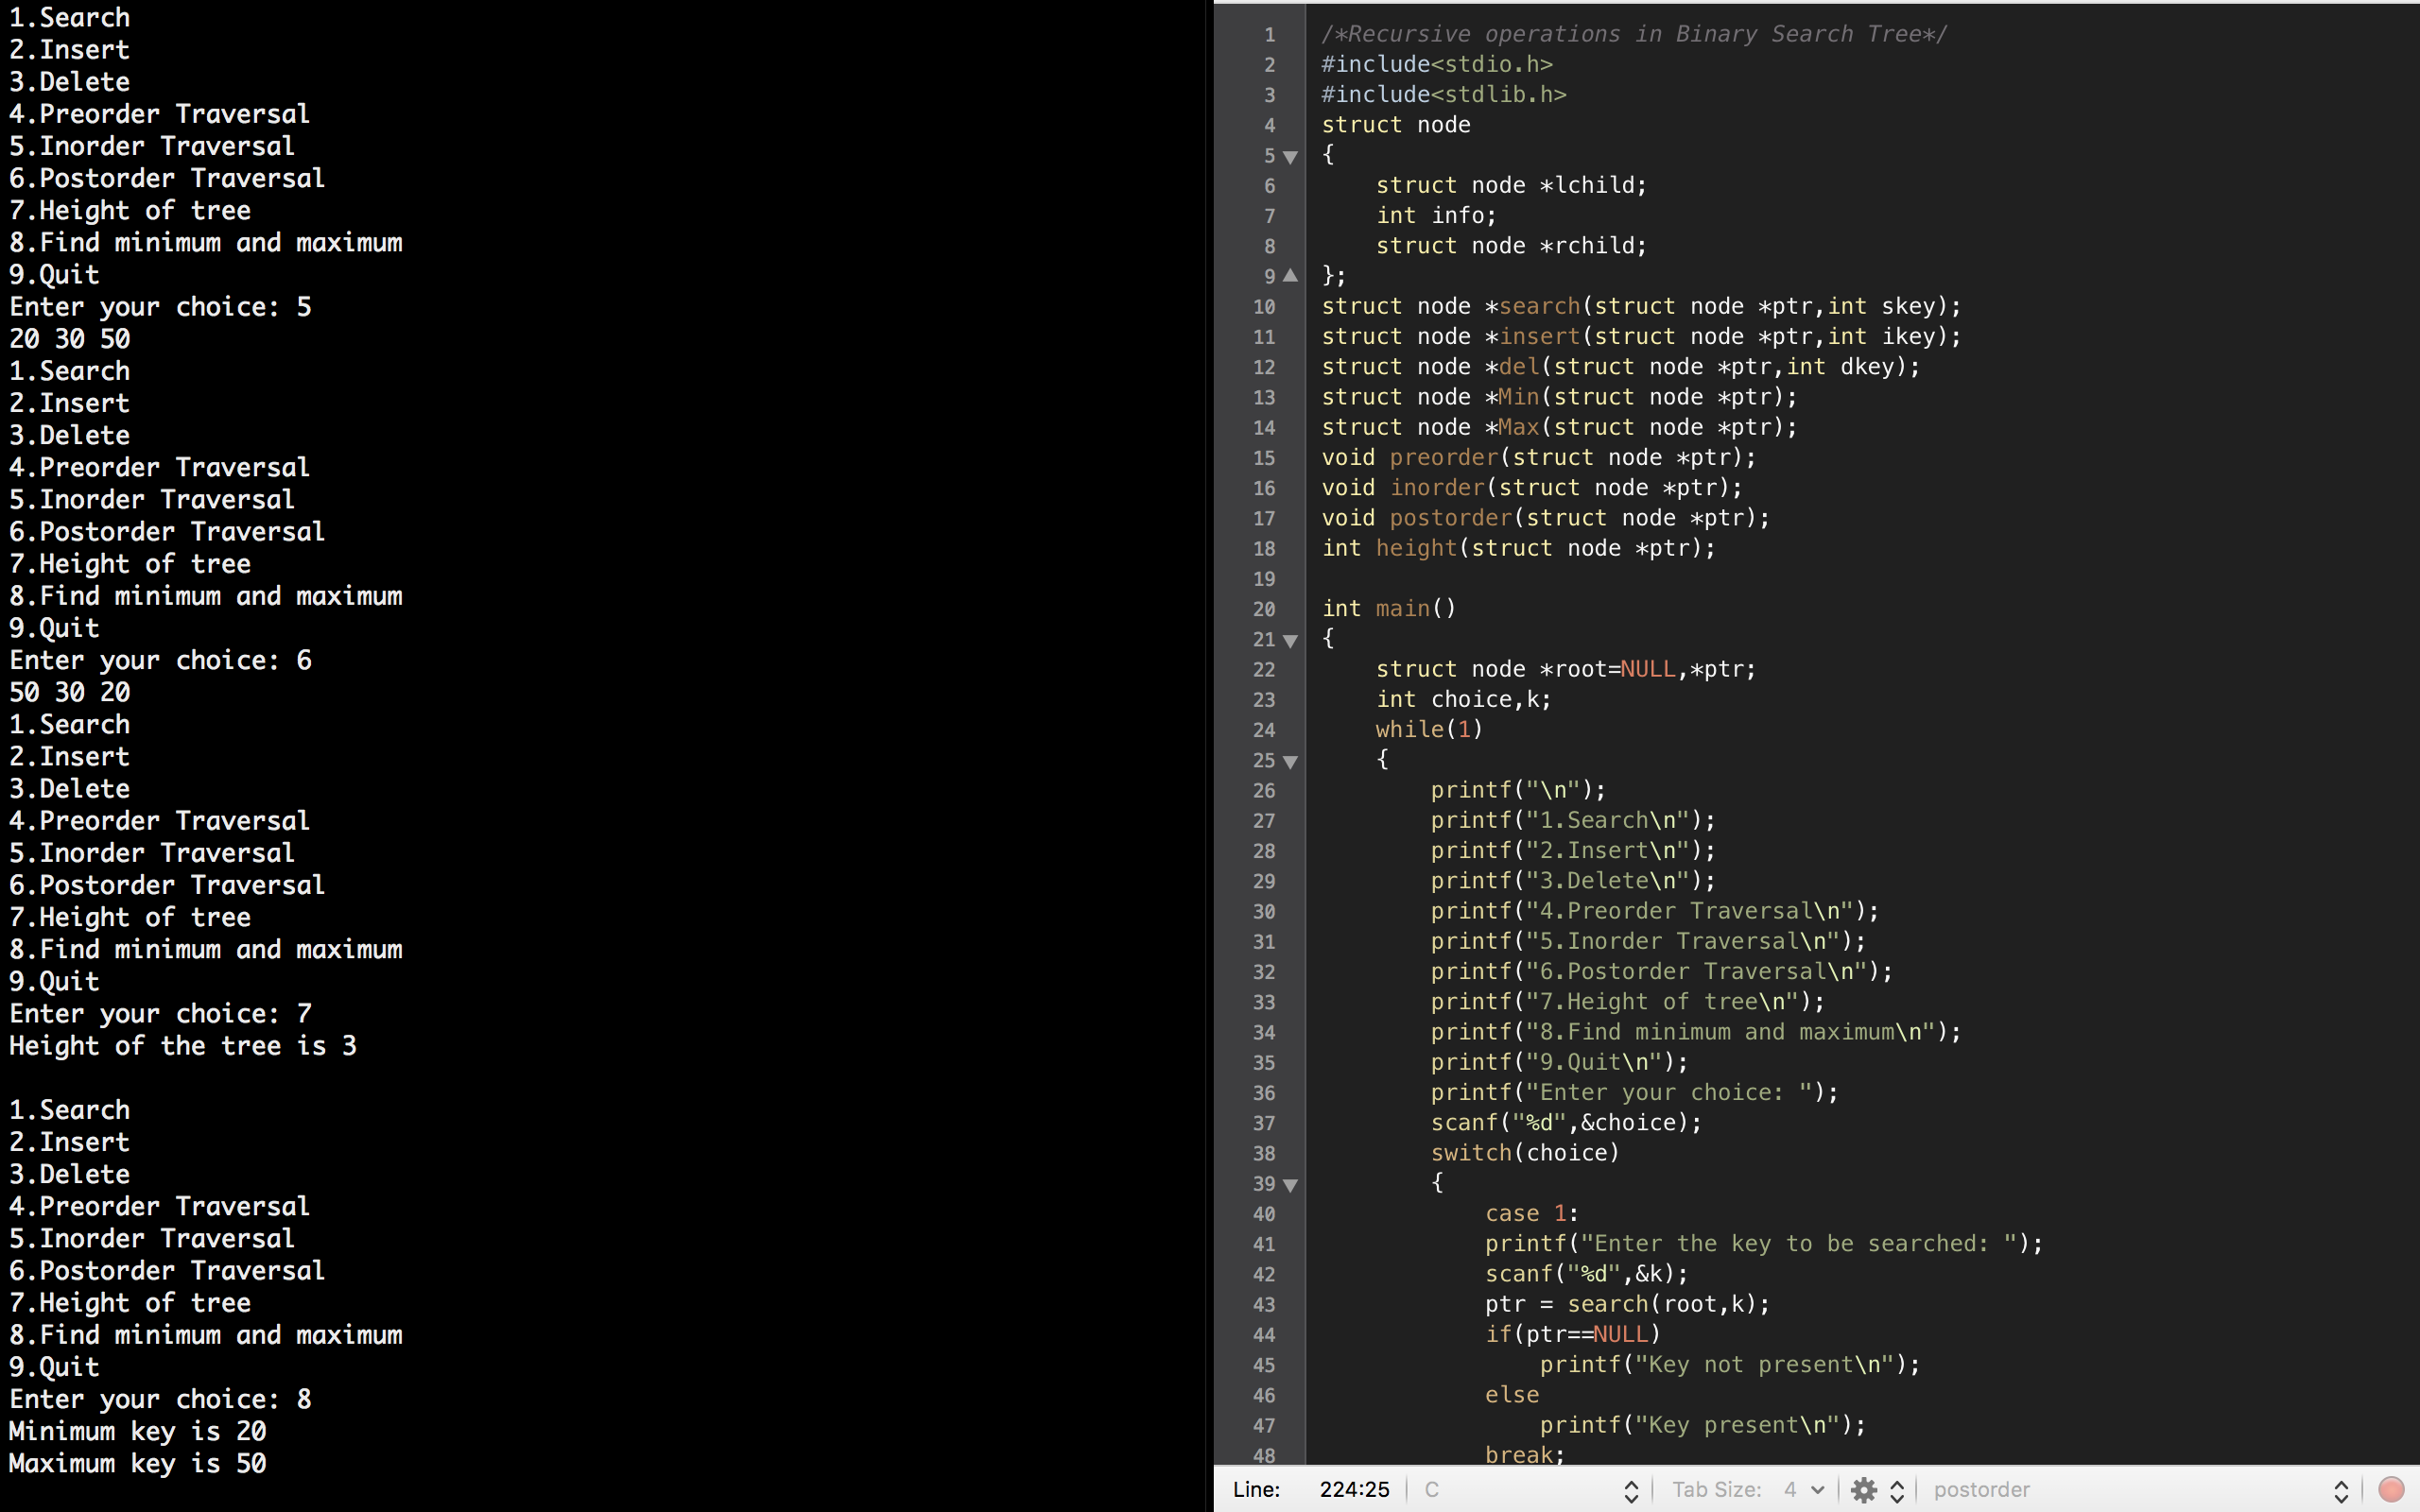 1.Search
2.Insert
3.Delete
4.Preorder Traversal
5.Inorder Traversal
6.Postorder Traversal
7.Height of tree
8.Find minimum and maximum
9.Quit
Enter your choice: 5
20 30 50
1.Search
2.Insert
3.Delete
4.Preorder Traversal
5.Inorder Traversal
6.Postorder Traversal
7.Height of tree
8.Find minimum and maximum
9.Quit
Enter your choice: 6
50 30 20
1.Search
2.Insert
3.Delete
4.Preorder Traversal
5.Inorder Traversal
6.Postorder Traversal
7.Height of tree
8.Find minimum and maximum
9.Quit
Enter your choice: 7
Height of the tree is 3
1.Search
2.Insert
3.Delete
4.Preorder Traversal
5.Inorder Traversal
6.Postorder Traversal
7.Height of tree
8.Find minimum and maximum
9.Quit
Enter your choice: 8
Minimum key is 20
Maximum key is 50
1 /*Recursive operations in Binary Search Tree*/
2 #include<stdio.h>
3 #include<stdlib.h>
4 struct node
5 {
6 struct node *lchild;
7 int info;
8 struct node *rchild;
9 };
10 struct node *search(struct node *ptr,int skey);
11 struct node *insert(struct node *ptr,int ikey);
12 struct node *del(struct node *ptr,int dkey);
13 struct node *Min(struct node *ptr);
14 struct node *Max(struct node *ptr);
15 void preorder(struct node *ptr);
16 void inorder(struct node *ptr);
17 void postorder(struct node *ptr);
18 int height(struct node *ptr);
19
20 int main()
21 {
22 struct node *root=NULL,*ptr;
23 int choice,k;
24 while(1)
25 {
26 printf("\n");
27 printf("1.Search\n");
28 printf("2.Insert\n");
29 printf("3.Delete\n");
30 printf("4.Preorder Traversal\n");
31 printf("5.Inorder Traversal\n");
32 printf("6.Postorder Traversal\n");
33 printf("7.Height of tree\n");
34 printf("8.Find minimum and maximum\n");
35 printf("9.Quit\n");
36 printf("Enter your choice: ");
37 scanf("%d",&choice);
38 switch(choice)
39 {
40 case 1:
41 printf("Enter the key to be searched: ");
42 scanf("%d",&k);
43 ptr = search(root,k);
44 if(ptr==NULL)
45 printf("Key not present\n");
46 else
47 printf("Key present\n");
48 break;
Line: 224:25 C Tab Size: 4 postorder